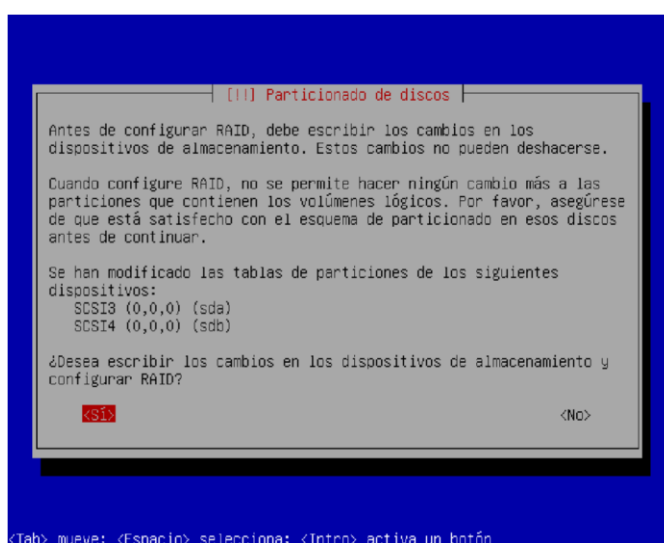 [!!] Particionado de discos
Antes de configurar RAID, debe escribir los cambios en los
dispositivos de almacenamiento. Estos cambios no pueden deshacerse.
Cuando configure RAID, no se permite hacer ningún cambio más a las
particiones que contienen los volúmenes lógicos. Por favor, asegúrese
de que está satisfecho con el esquema de particionado en esos discos
antes de continuar.
Se han modificado las tablas de particiones de los siguientes
dispositivos:
SCSI3 (0,0,0) (sda)
SCSI4 (0,0,0) (sdb)
¿Desea escribir los cambios en los dispositivos de almacenamiento y
configurar RAID?
<Sí> <No>
<Tab> mueve; <Espacio> selecciona; <Intro> activa un botón